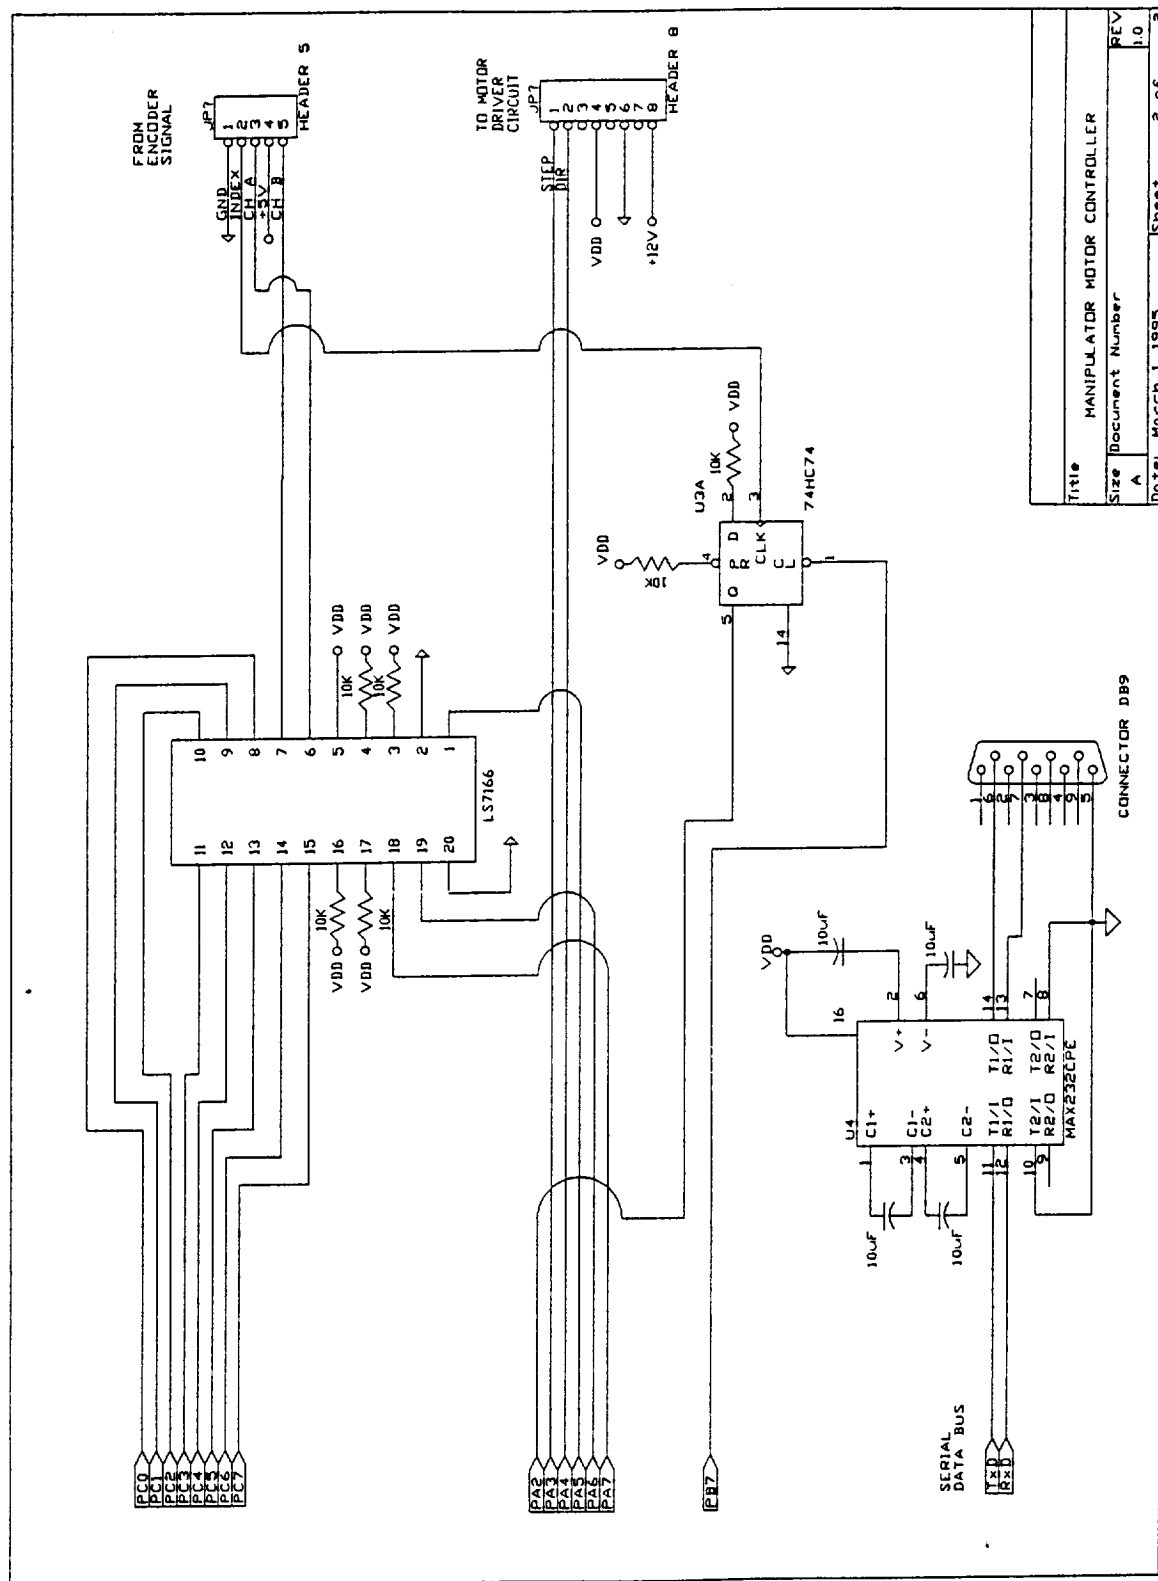 FROM
ENCODER
SIGNAL
JP?
1
2
3
4
5
HEADER 5
GND
INDEX
CH A
+5V
CH B
TO MOTOR
DRIVER
CIRCUIT
JP?
1
2
3
4
5
6
7
8
HEADER 8
STEP
DIR
VDD
+12V
10
9
8
7
6
5
4
3
2
1
11
12
13
14
15
16
17
18
19
20
LS7166
VDD
10K
VDD
10K
VDD
10K
VDD
10K
VDD
U3A
10K
VDD
VDD
10K
2
3
4
5
14
1
D
P
R
Q
CLK
C
L
74HC74
PC0
PC1
PC2
PC3
PC4
PC5
PC6
PC7
PA2
PA3
PA4
PA5
PA6
PA7
PB7
SERIAL
DATA BUS
TxD
RxD
VDD
10uF
10uF
16
2
6
14
13
7
8
U4
C1+
C1-
C2+
C2-
T1/I
R1/O
T2/I
R2/O
V+
V-
T1/O
R1/I
T2/O
R2/I
MAX232CPE
1
3
4
5
11
12
10
9
10uF
10uF
1
6
2
7
3
8
4
9
5
CONNECTOR DB9
Title
MANIPULATOR MOTOR CONTROLLER
Size
Document Number
REV
A
1.0
Date: March 1, 1995
Sheet 2 of